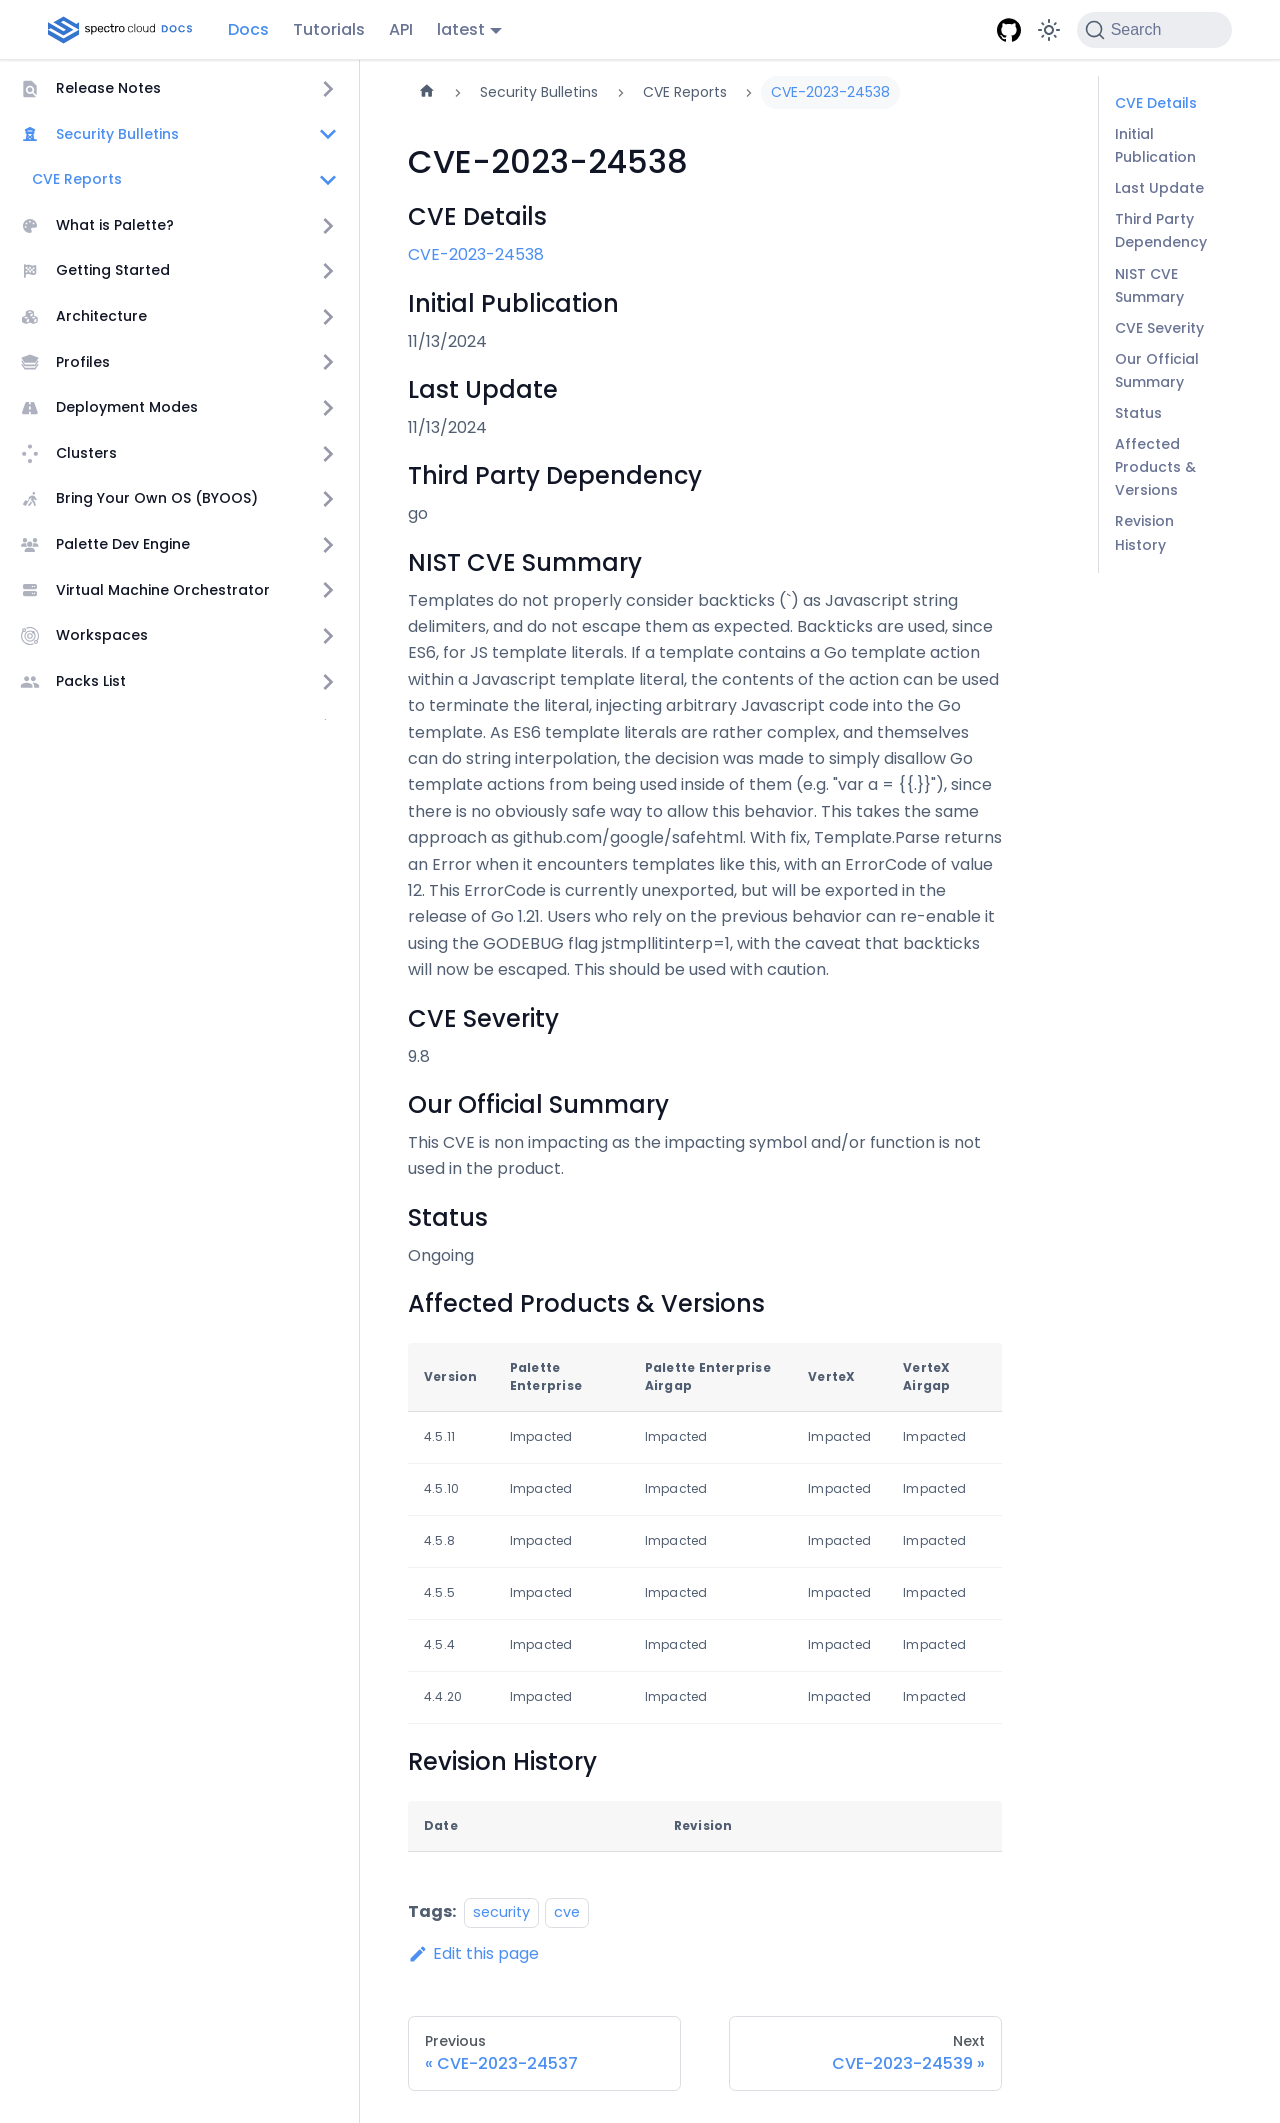 spectro cloud DOCS Docs Tutorials API latest Search
Release Notes
Security Bulletins
CVE Reports
What is Palette?
Getting Started
Architecture
Profiles
Deployment Modes
Clusters
Bring Your Own OS (BYOOS)
Palette Dev Engine
Virtual Machine Orchestrator
Workspaces
Packs List
Security Bulletins CVE Reports CVE-2023-24538
CVE-2023-24538
CVE Details
CVE-2023-24538
Initial Publication
11/13/2024
Last Update
11/13/2024
Third Party Dependency
go
NIST CVE Summary
Templates do not properly consider backticks (`) as Javascript string
delimiters, and do not escape them as expected. Backticks are used, since
ES6, for JS template literals. If a template contains a Go template action
within a Javascript template literal, the contents of the action can be used
to terminate the literal, injecting arbitrary Javascript code into the Go
template. As ES6 template literals are rather complex, and themselves
can do string interpolation, the decision was made to simply disallow Go
template actions from being used inside of them (e.g. "var a = {{.}}"), since
there is no obviously safe way to allow this behavior. This takes the same
approach as github.com/google/safehtml. With fix, Template.Parse returns
an Error when it encounters templates like this, with an ErrorCode of value
12. This ErrorCode is currently unexported, but will be exported in the
release of Go 1.21. Users who rely on the previous behavior can re-enable it
using the GODEBUG flag jstmpllitinterp=1, with the caveat that backticks
will now be escaped. This should be used with caution.
CVE Severity
9.8
Our Official Summary
This CVE is non impacting as the impacting symbol and/or function is not
used in the product.
Status
Ongoing
Affected Products & Versions
Version Palette Enterprise Palette Enterprise Airgap VerteX VerteX Airgap
4.5.11 Impacted Impacted Impacted Impacted
4.5.10 Impacted Impacted Impacted Impacted
4.5.8 Impacted Impacted Impacted Impacted
4.5.5 Impacted Impacted Impacted Impacted
4.5.4 Impacted Impacted Impacted Impacted
4.4.20 Impacted Impacted Impacted Impacted
Revision History
Date Revision
Tags: security cve
Edit this page
Previous
« CVE-2023-24537
Next
CVE-2023-24539 »
CVE Details
Initial
Publication
Last Update
Third Party
Dependency
NIST CVE
Summary
CVE Severity
Our Official
Summary
Status
Affected
Products &
Versions
Revision
History